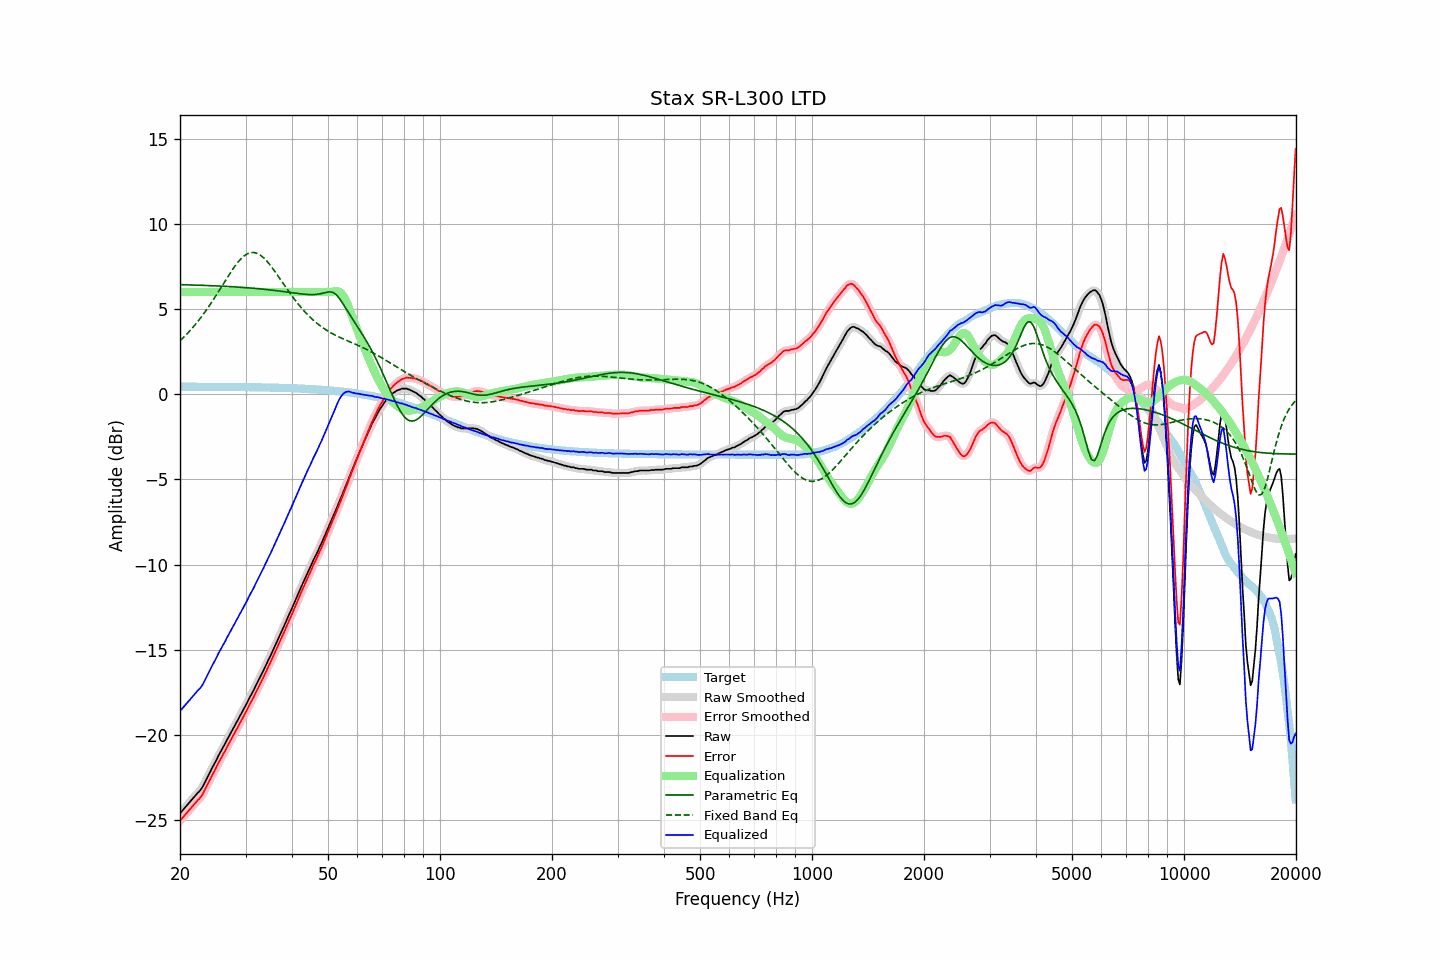 Stax SR-L300 LTD
Amplitude (dBr)
15
10
5
0
−5
−10
−15
−20
−25
20
50
100
200
500
1000
2000
5000
10000
20000
Frequency (Hz)
Target
Raw Smoothed
Error Smoothed
Raw
Error
Equalization
Parametric Eq
Fixed Band Eq
Equalized